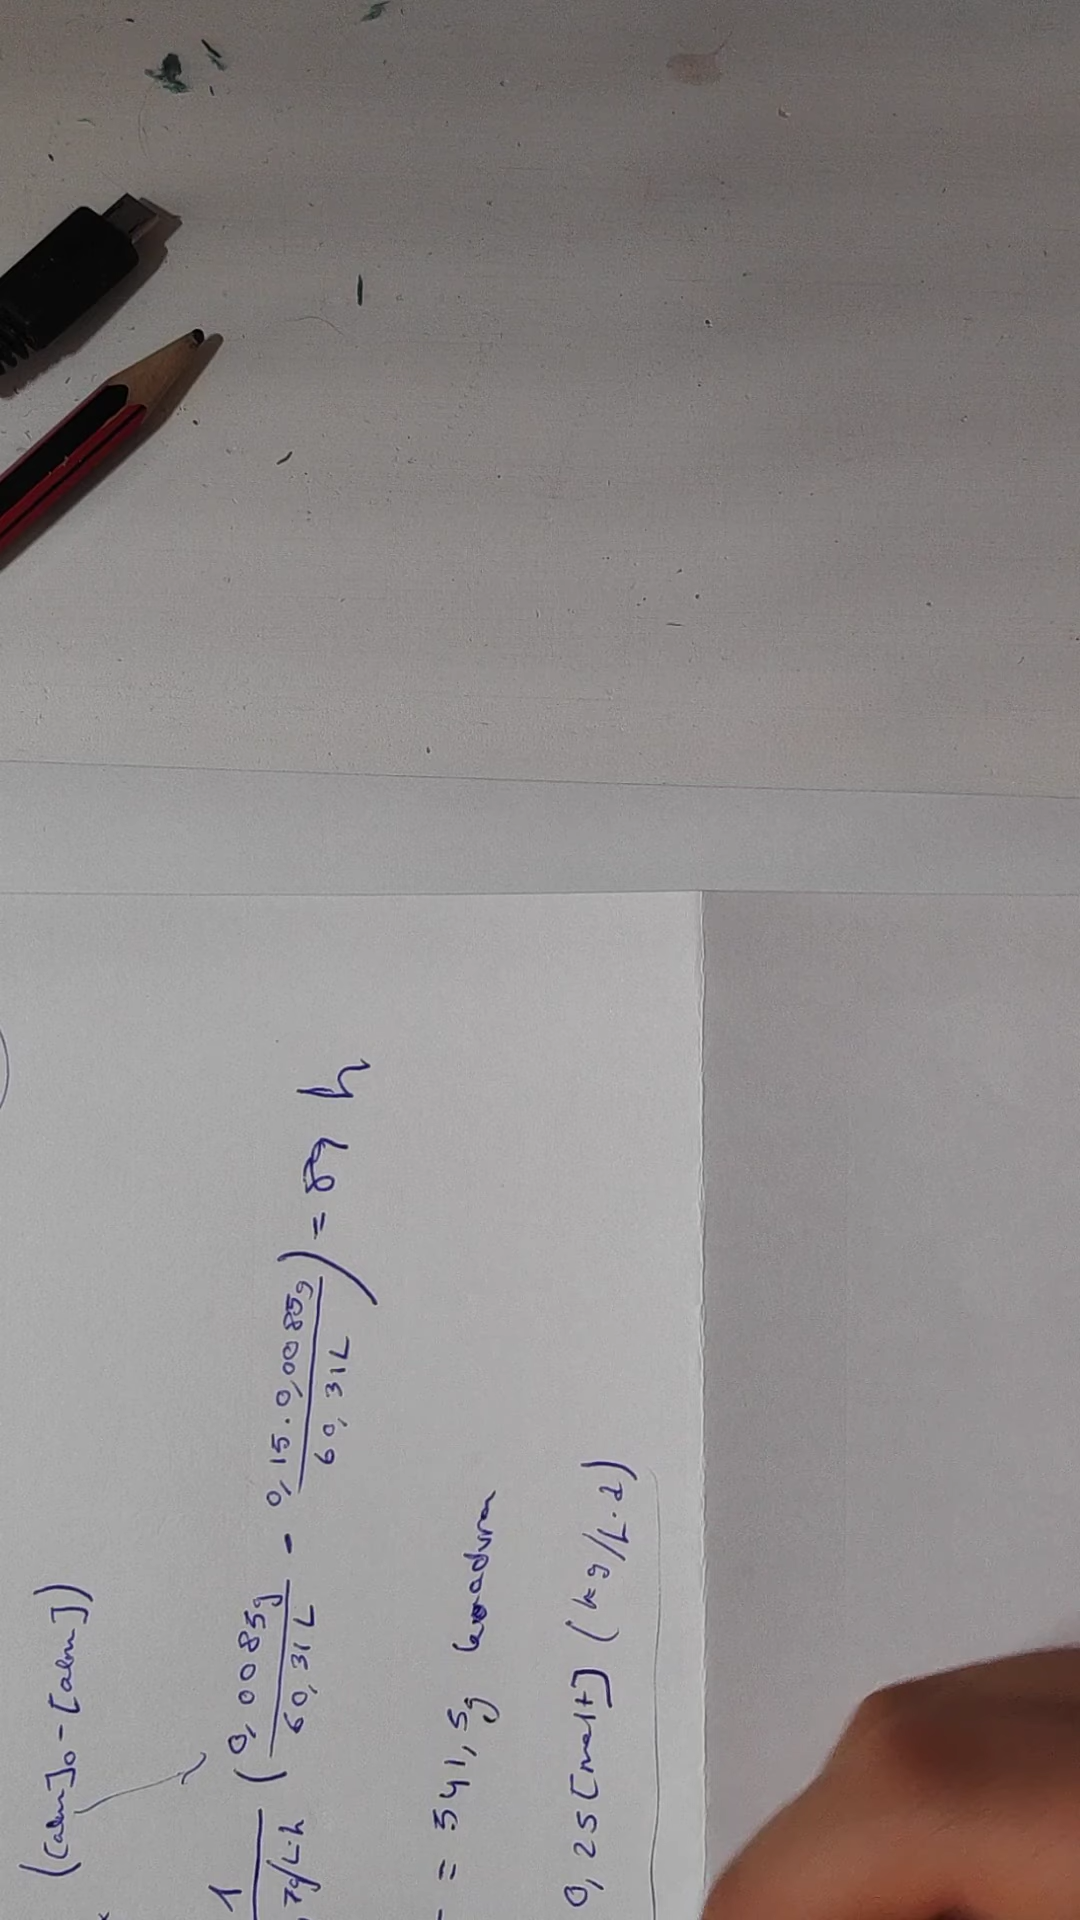 ([alm]₀ - [alm])
1/7g/L·h (0,0085g/60,31L - 0,15·0,0085g/60,31L) = 89 h
= 541,5g levadura
0,25[malt] (kg/L·d)